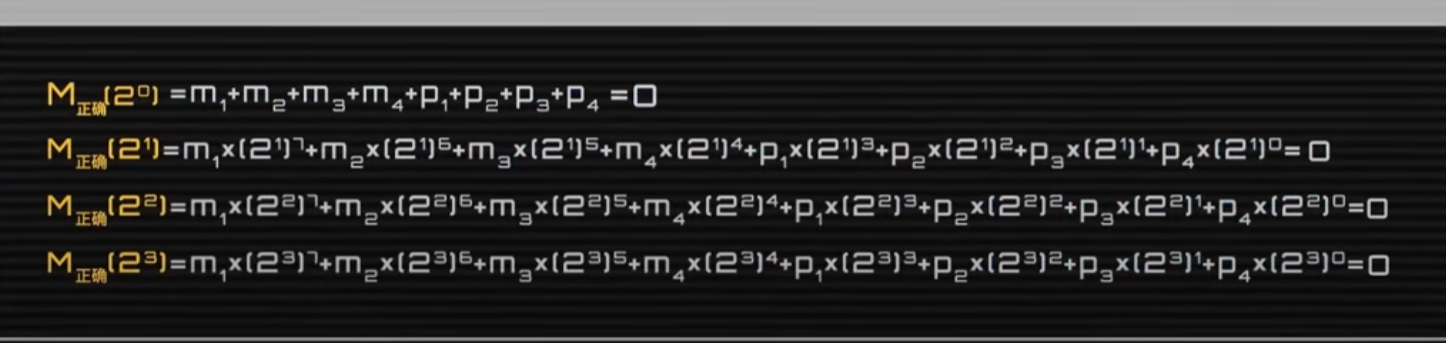 M正确(2⁰) =m₁+m₂+m₃+m₄+p₁+p₂+p₃+p₄ =0
M正确(2¹)=m₁x(2¹)⁷+m₂x(2¹)⁶+m₃x(2¹)⁵+m₄x(2¹)⁴+p₁x(2¹)³+p₂x(2¹)²+p₃x(2¹)¹+p₄x(2¹)⁰= 0
M正确(2²)=m₁x(2²)⁷+m₂x(2²)⁶+m₃x(2²)⁵+m₄x(2²)⁴+p₁x(2²)³+p₂x(2²)²+p₃x(2²)¹+p₄x(2²)⁰=0
M正确(2³)=m₁x(2³)⁷+m₂x(2³)⁶+m₃x(2³)⁵+m₄x(2³)⁴+p₁x(2³)³+p₂x(2³)²+p₃x(2³)¹+p₄x(2³)⁰=0